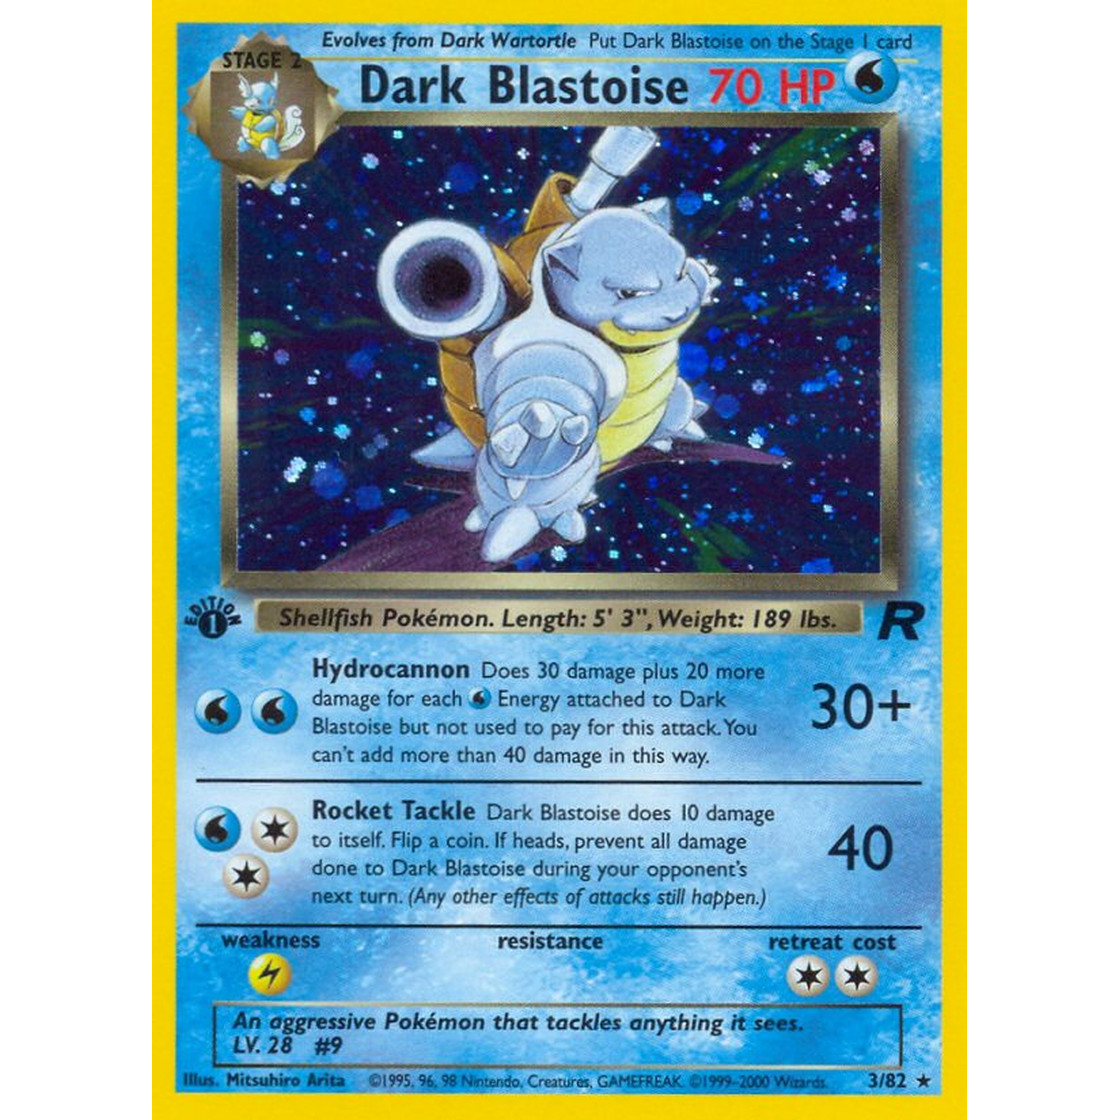 Evolves from Dark Wartortle Put Dark Blastoise on the Stage 1 card
STAGE 2
Dark Blastoise 70 HP
EDITION
1
Shellfish Pokémon. Length: 5' 3", Weight: 189 lbs.
R
Hydrocannon Does 30 damage plus 20 more
damage for each Energy attached to Dark
Blastoise but not used to pay for this attack. You
can't add more than 40 damage in this way.
30+
Rocket Tackle Dark Blastoise does 10 damage
to itself. Flip a coin. If heads, prevent all damage
done to Dark Blastoise during your opponent's
next turn. (Any other effects of attacks still happen.)
40
weakness resistance retreat cost
An aggressive Pokémon that tackles anything it sees.
LV. 28 #9
Illus. Mitsuhiro Arita ©1995, 96, 98 Nintendo, Creatures, GAMEFREAK. ©1999-2000 Wizards. 3/82 ★